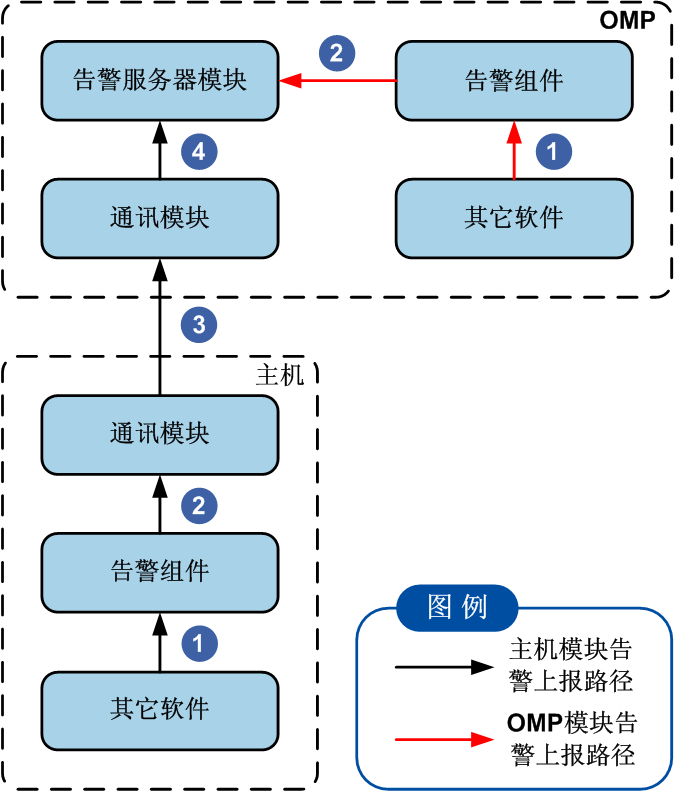 OMP
告警服务器模块
2
告警组件
4
1
通讯模块
其它软件
3
主机
通讯模块
2
告警组件
1
其它软件
图例
主机模块告
警上报路径
OMP模块告
警上报路径